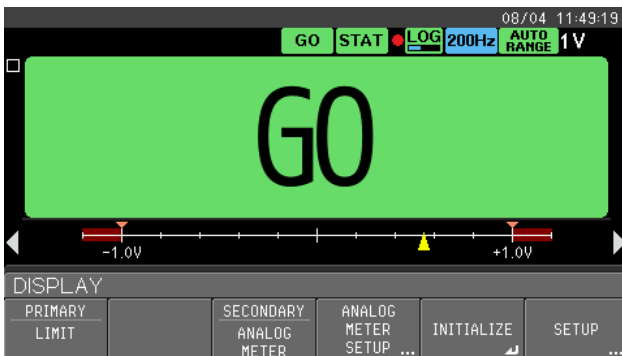 08/04 11:49:19
GO STAT LOG 200Hz AUTO RANGE 1V
GO
-1.0V +1.0V
DISPLAY
PRIMARY
LIMIT
SECONDARY
ANALOG
METER
ANALOG
METER
SETUP ...
INITIALIZE
SETUP
...